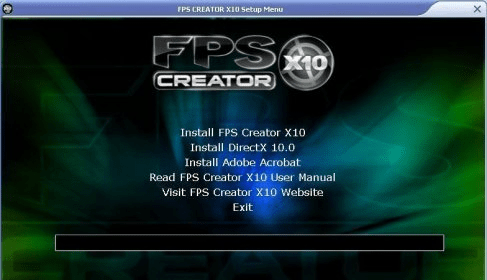 FPS CREATOR X10 Setup Menu
FPS
CREATOR
X10
Install FPS Creator X10
Install DirectX 10.0
Install Adobe Acrobat
Read FPS Creator X10 User Manual
Visit FPS Creator X10 Website
Exit
CREATOR